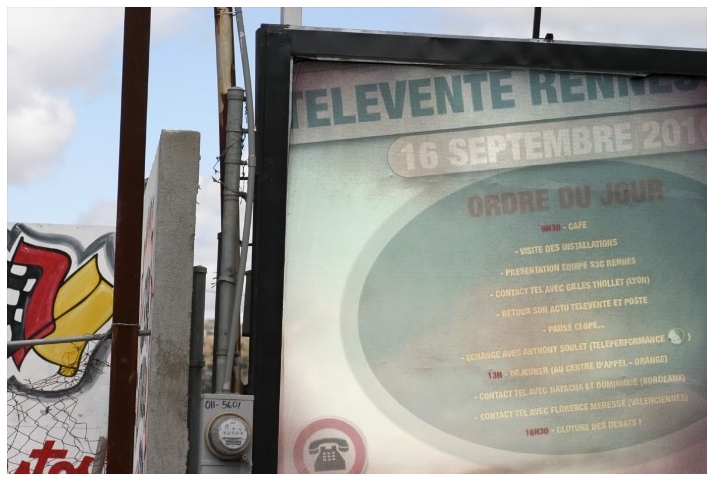 TELEVENTE RENNES
16 SEPTEMBRE 2010
ORDRE DU JOUR
9H30 - CAFE
- VISITE DES INSTALLATIONS
- PRESENTATION EQUIPE S3C RENNES
- CONTACT TEL AVEC GILLES THOLLET (LYON)
- RETOUR SUR ACTU TELEVENTE ET POSTE
- PAUSE CLOPE...
- ECHANGE AVEC ANTHONY SOULET (TELEPERFORMANCE )
13H - DEJEUNER (AU CENTRE D'APPEL - ORANGE)
- CONTACT TEL AVEC NATACHA ET DOMINIQUE (BORDEAUX)
- CONTACT TEL AVEC FLORENCE MERESSE (VALENCIENNES)
16H30 - CLOTURE DES DEBATS !
011-5601